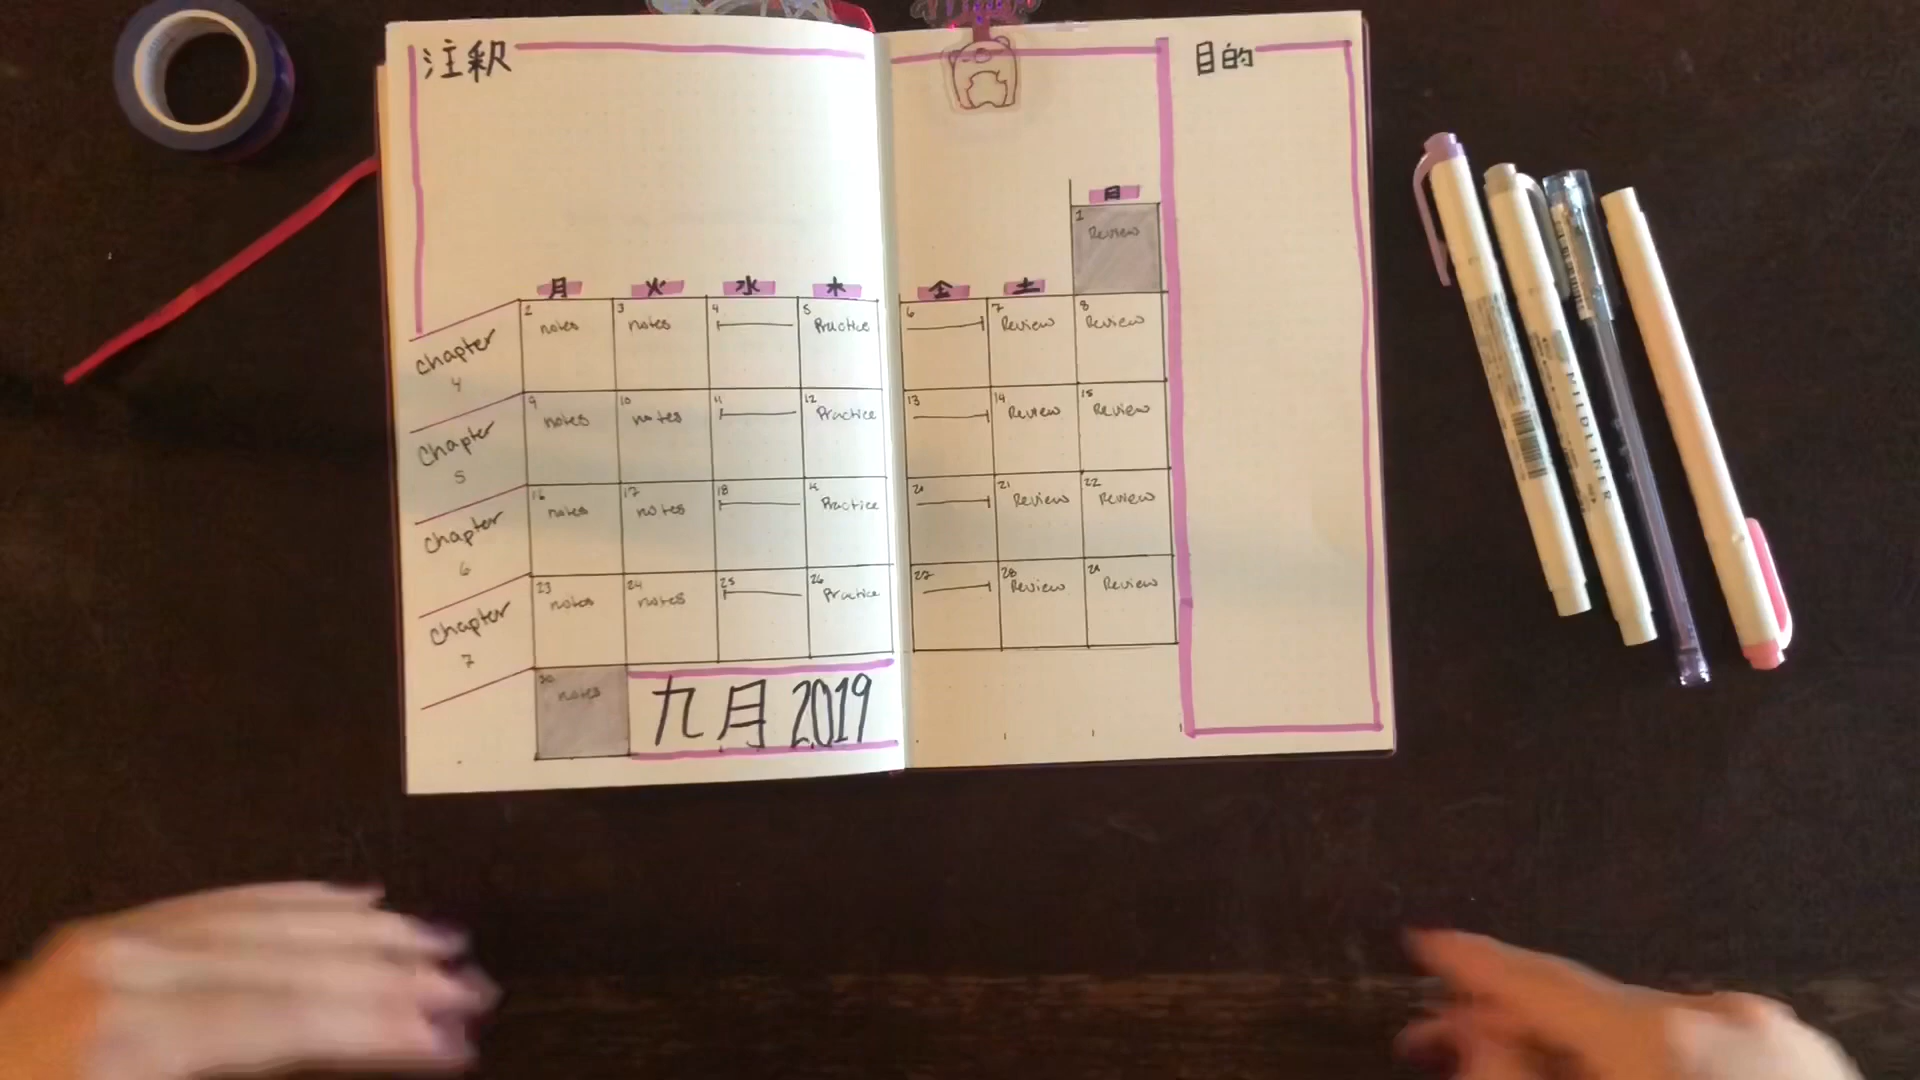 注釈
目的
日
1
Review
月 火 水 木 金 土
Chapter 4
2 notes
3 notes
4
5 Practice
6
7 Review
8 Review
Chapter 5
9 notes
10 notes
11
12 Practice
13
14 Review
15 Review
Chapter 6
16 notes
17 notes
18
Practice
20
21 Review
22 Review
Chapter 7
23 notes
24 notes
25
26 Practice
27
28 Review
29 Review
30 notes
九月 2019
MILDLINER